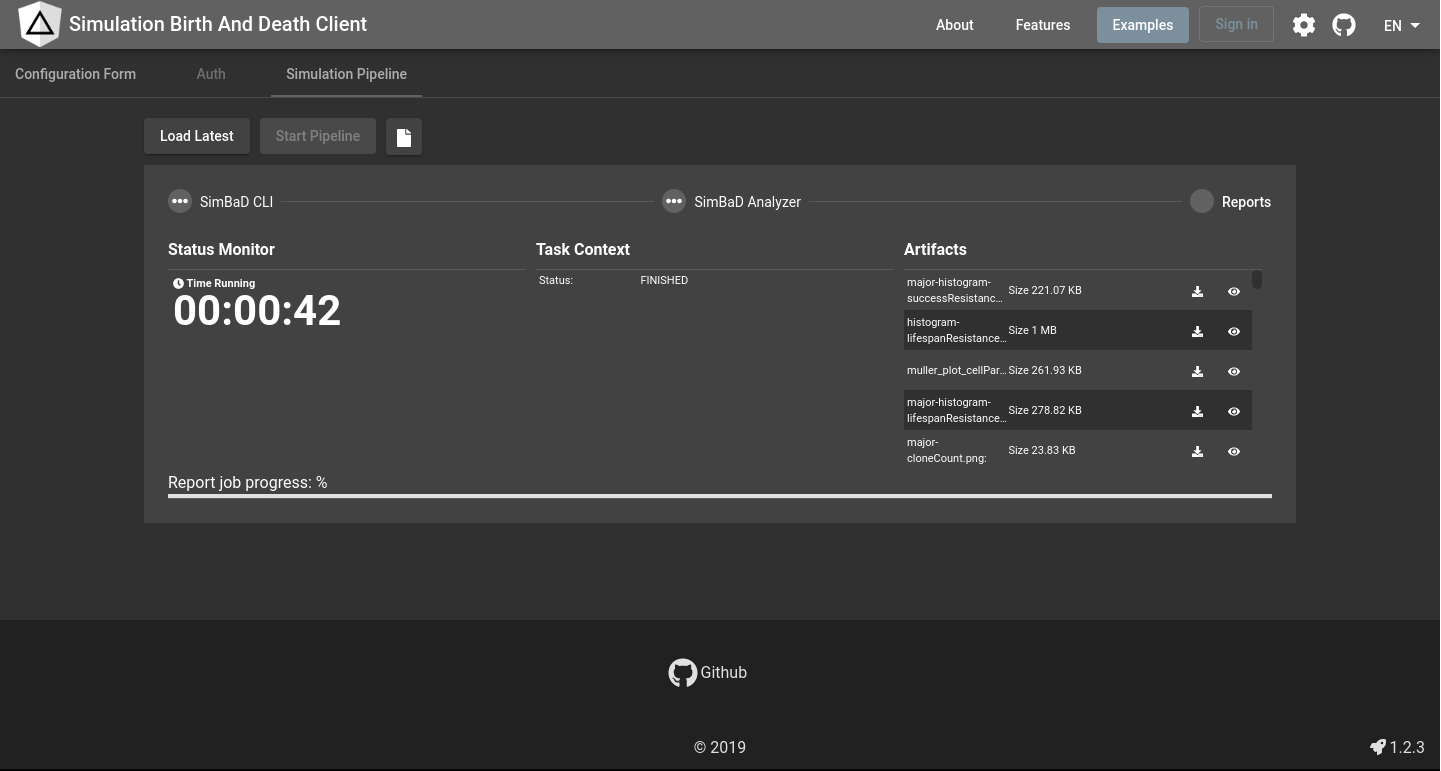 Simulation Birth And Death Client
About
Features
Examples
Sign in
EN
Configuration Form
Auth
Simulation Pipeline
Load Latest
Start Pipeline
SimBaD CLI
SimBaD Analyzer
Reports
Status Monitor
Time Running
00:00:42
Task Context
Status: FINISHED
Artifacts
major-histogram-
successResistanc…
Size 221.07 KB
histogram-
lifespanResistance…
Size 1 MB
muller_plot_cellPar…
Size 261.93 KB
major-histogram-
lifespanResistance…
Size 278.82 KB
major-
cloneCount.png:
Size 23.83 KB
Report job progress: %
Github
© 2019
1.2.3